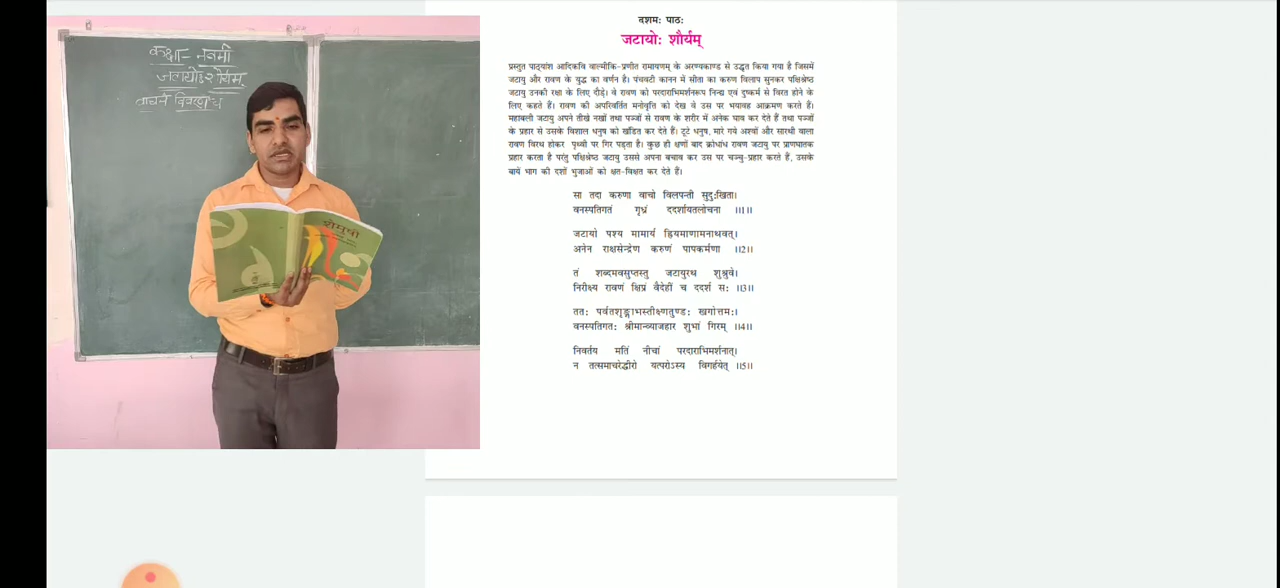 कक्षा - नवमी
जटायोः शौर्यम्
वाचनं विवरणं च
शेमुषी
दशम: पाठ:
जटायो: शौर्यम्
प्रस्तुत पाठ्यांश आदिकवि वाल्मीकि-प्रणीत रामायणम् के अरण्यकाण्ड से उद्धृत किया गया है जिसमें
जटायु और रावण के युद्ध का वर्णन है। पंचवटी कानन में सीता का करुण विलाप सुनकर पक्षिश्रेष्ठ
जटायु उनकी रक्षा के लिए दौड़े। वे रावण को परदाराभिमर्शनरूप निन्द्य एवं दुष्कर्म से विरत होने के
लिए कहते हैं। रावण की अपरिवर्तित मनोवृत्ति को देख वे उस पर भयावह आक्रमण करते हैं।
महाबली जटायु अपने तीखे नखों तथा पञ्जों से रावण के शरीर में अनेक घाव कर देते हैं तथा पञ्जों
के प्रहार से उसके विशाल धनुष को खंडित कर देते हैं। टूटे धनुष, मारे गये अश्वों और सारथी वाला
रावण विरथ होकर पृथ्वी पर गिर पड़ता है। कुछ ही क्षणों बाद क्रोधांध रावण जटायु पर प्राणघातक
प्रहार करता है परंतु पक्षिश्रेष्ठ जटायु उससे अपना बचाव कर उस पर चञ्चु-प्रहार करते हैं, उसके
बायें भाग की दशों भुजाओं को क्षत-विक्षत कर देते हैं।
सा तदा करुणा वाचो विलपन्ती सुदु:खिता।
वनस्पतिगतं गृध्रं ददर्शायतलोचना ।।1।।
जटायो पश्य मामार्य ह्रियमाणामनाथवत्।
अनेन राक्षसेन्द्रेण करुणं पापकर्मणा ।।2।।
तं शब्दमवसुप्तस्तु जटायुरथ शुश्रुवे।
निरीक्ष्य रावणं क्षिप्रं वैदेहीं च ददर्श स: ।।3।।
तत: पर्वतशृङ्गाभस्तीक्ष्णतुण्ड: खगोत्तम:।
वनस्पतिगत: श्रीमान्व्याजहार शुभां गिरम् ।।4।।
निवर्तय मतिं नीचां परदाराभिमर्शनात्।
न तत्समाचरेद्धीरो यत्परोऽस्य विगर्हयेत् ।।5।।